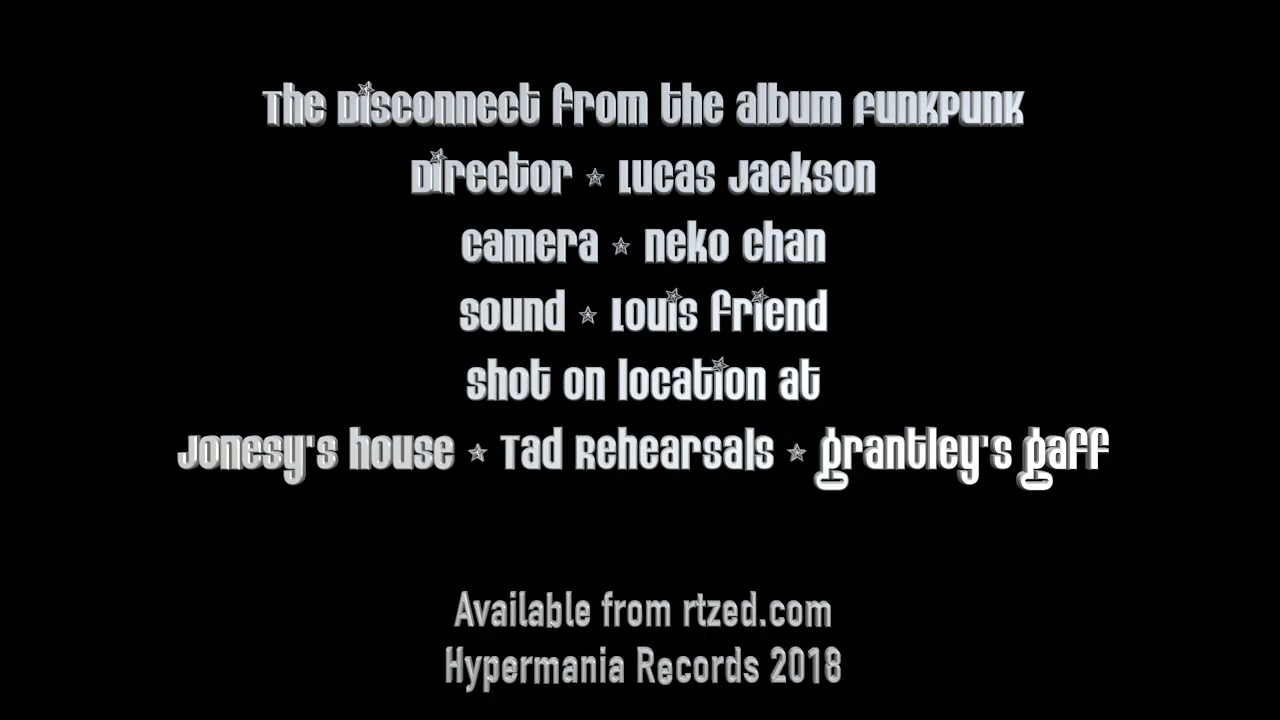 The Disconnect from the album FunkPunk
Director ☆ Lucas Jackson
camera ☆ neko chan
sound ☆ Louis friend
shot on location at
Jonesy's house ☆ Tad Rehearsals ☆ grantley's gaff
Available from rtzed.com
Hypermania Records 2018